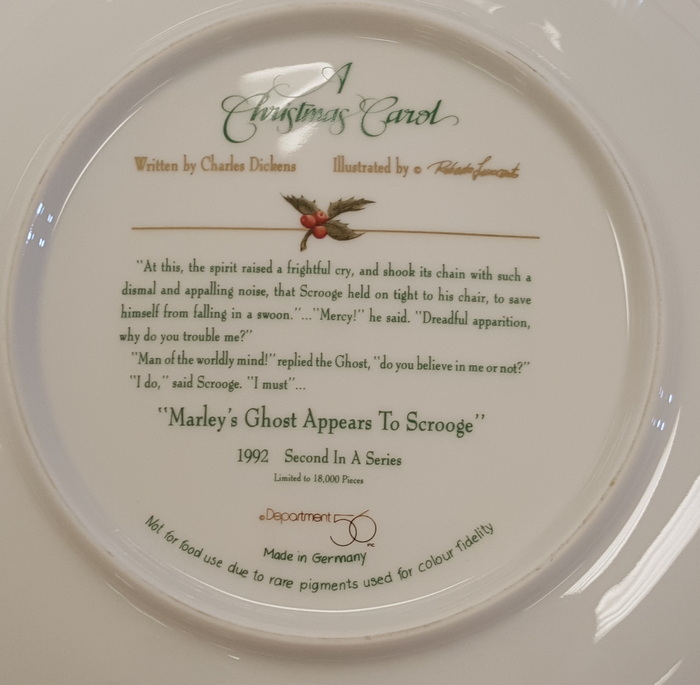 A
Christmas Carol
Written by Charles Dickens Illustrated by © Roberto Innocenti
"At this, the spirit raised a frightful cry, and shook its chain with such a
dismal and appalling noise, that Scrooge held on tight to his chair, to save
himself from falling in a swoon."..."Mercy!" he said. "Dreadful apparition,
why do you trouble me?"
"Man of the worldly mind!" replied the Ghost, "do you believe in me or not?"
"I do," said Scrooge. "I must"...
"Marley's Ghost Appears To Scrooge"
1992 Second In A Series
Limited to 18,000 Pieces
©Department 56 INC
Made in Germany
Not for food use due to rare pigments used for colour fidelity